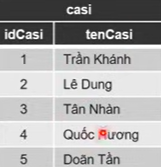 casi
idCasi tenCasi
1 Trần Khánh
2 Lê Dung
3 Tân Nhàn
4 Quốc
5 Doãn Tần